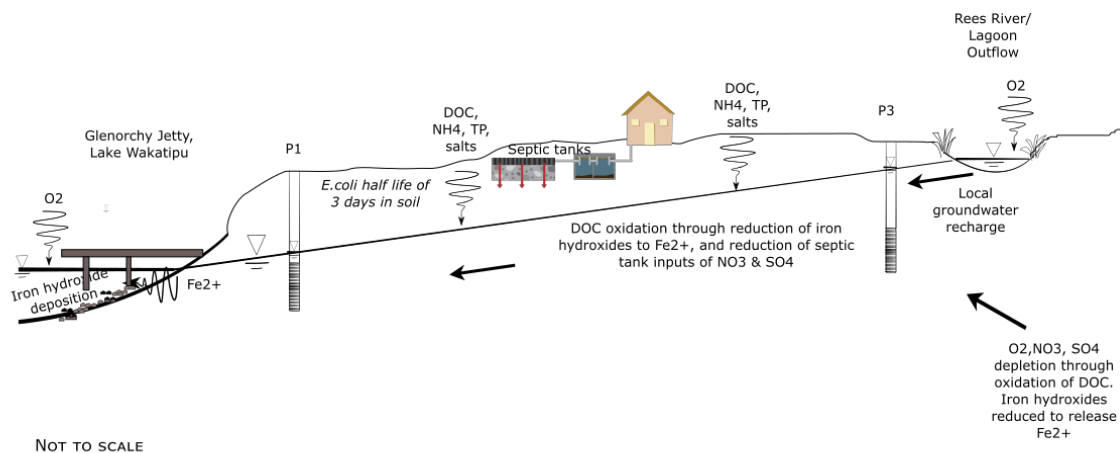 Rees River/
Lagoon
Outflow
O2
P3
DOC,
NH4, TP,
salts
DOC,
NH4, TP,
salts
Glenorchy Jetty,
Lake Wakatipu
P1
Septic tanks
E.coli half life of
3 days in soil
O2
Local
groundwater
recharge
DOC oxidation through reduction of iron
hydroxides to Fe2+, and reduction of septic
tank inputs of NO3 & SO4
Iron hydroxide
deposition
Fe2+
O2,NO3, SO4
depletion through
oxidation of DOC.
Iron hydroxides
reduced to release
Fe2+
NOT TO SCALE